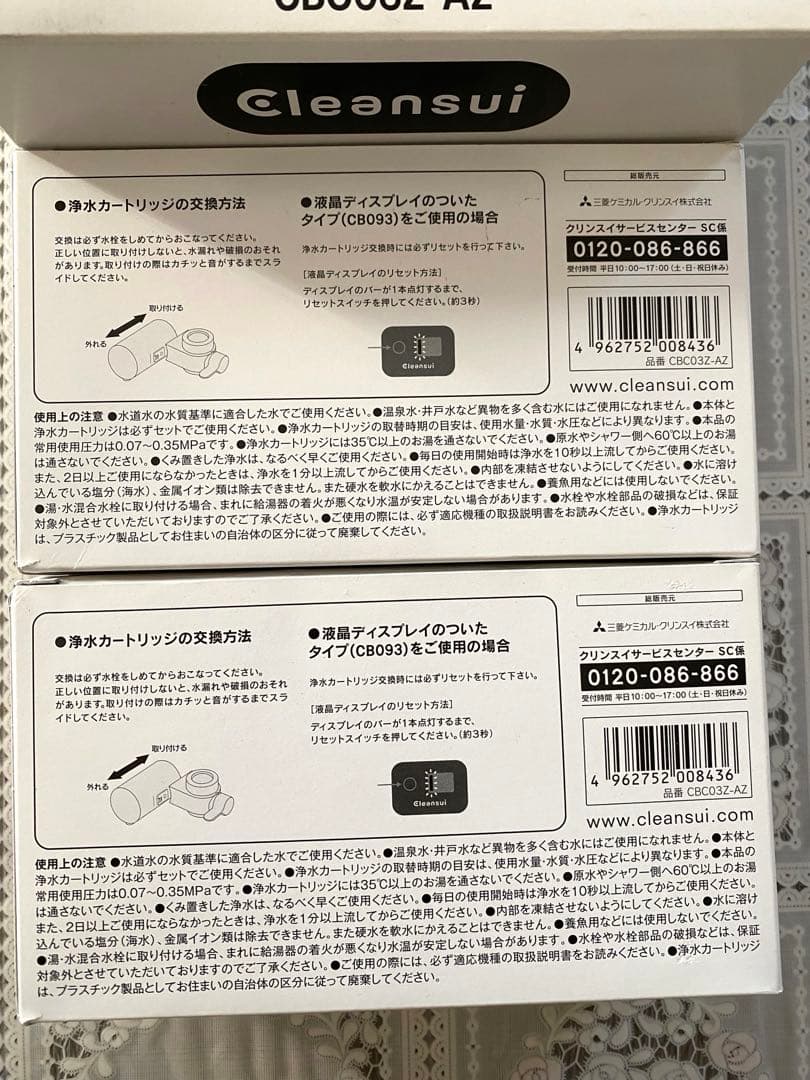 CBC03Z-AZ
Cleansui
●浄水カートリッジの交換方法
交換は必ず水栓をしめてからおこなってください。
正しい位置に取り付けしないと、水漏れや破損のおそれ
があります。取り付けの際はカチッと音がするまでスラ
イドしてください。
取り付ける
外れる
●液晶ディスプレイのついた
タイプ(CB093)をご使用の場合
浄水カートリッジ交換時には必ずリセットを行って下さい。
[液晶ディスプレイのリセット方法]
ディスプレイのバーが1本点灯するまで、
リセットスイッチを押してください。(約3秒)
Cleansui
総販売元
三菱ケミカル・クリンスイ株式会社
クリンスイサービスセンター SC係
0120-086-866
受付時間 平日10:00〜17:00(土・日・祝日休み)
4 962752 008436
品番 CBC03Z-AZ
www.cleansui.com
使用上の注意 ●水道水の水質基準に適合した水でご使用ください。●温泉水・井戸水など異物を多く含む水にはご使用になれません。●本体と
浄水カートリッジは必ずセットでご使用ください。●浄水カートリッジの取替時期の目安は、使用水量・水質・水圧などにより異なります。●本品の
常用使用圧力は0.07〜0.35MPaです。●浄水カートリッジには35℃以上のお湯を通さないでください。●原水やシャワー側へ60℃以上のお湯
は通さないでください。●くみ置きした浄水は、なるべく早くご使用ください。●毎日の使用開始時は浄水を10秒以上流してからご使用ください。
また、2日以上ご使用にならなかったときは、浄水を1分以上流してからご使用ください。●内部を凍結させないようにしてください。●水に溶け
込んでいる塩分(海水)、金属イオン類は除去できません。また硬水を軟水にかえることはできません。●養魚用などには使用しないでください。
●湯・水混合水栓に取り付ける場合、まれに給湯器の着火が悪くなり水温が安定しない場合があります。●水栓や水栓部品の破損などは、保証
対象外とさせていただいておりますのでご了承ください。●ご使用の際には、必ず適応機種の取扱説明書をお読みください。●浄水カートリッジ
は、プラスチック製品としてお住まいの自治体の区分に従って廃棄してください。
●浄水カートリッジの交換方法
交換は必ず水栓をしめてからおこなってください。
正しい位置に取り付けしないと、水漏れや破損のおそれ
があります。取り付けの際はカチッと音がするまでスラ
イドしてください。
取り付ける
外れる
●液晶ディスプレイのついた
タイプ(CB093)をご使用の場合
浄水カートリッジ交換時には必ずリセットを行って下さい。
[液晶ディスプレイのリセット方法]
ディスプレイのバーが1本点灯するまで、
リセットスイッチを押してください。(約3秒)
Cleansui
総販売元
三菱ケミカル・クリンスイ株式会社
クリンスイサービスセンター SC係
0120-086-866
受付時間 平日10:00〜17:00(土・日・祝日休み)
4 962752 008436
品番 CBC03Z-AZ
www.cleansui.com
使用上の注意 ●水道水の水質基準に適合した水でご使用ください。●温泉水・井戸水など異物を多く含む水にはご使用になれません。●本体と
浄水カートリッジは必ずセットでご使用ください。●浄水カートリッジの取替時期の目安は、使用水量・水質・水圧などにより異なります。●本品の
常用使用圧力は0.07〜0.35MPaです。●浄水カートリッジには35℃以上のお湯を通さないでください。●原水やシャワー側へ60℃以上のお湯
は通さないでください。●くみ置きした浄水は、なるべく早くご使用ください。●毎日の使用開始時は浄水を10秒以上流してからご使用ください。
また、2日以上ご使用にならなかったときは、浄水を1分以上流してからご使用ください。●内部を凍結させないようにしてください。●水に溶け
込んでいる塩分(海水)、金属イオン類は除去できません。また硬水を軟水にかえることはできません。●養魚用などには使用しないでください。
●湯・水混合水栓に取り付ける場合、まれに給湯器の着火が悪くなり水温が安定しない場合があります。●水栓や水栓部品の破損などは、保証
対象外とさせていただいておりますのでご了承ください。●ご使用の際には、必ず適応機種の取扱説明書をお読みください。●浄水カートリッジ
は、プラスチック製品としてお住まいの自治体の区分に従って廃棄してください。